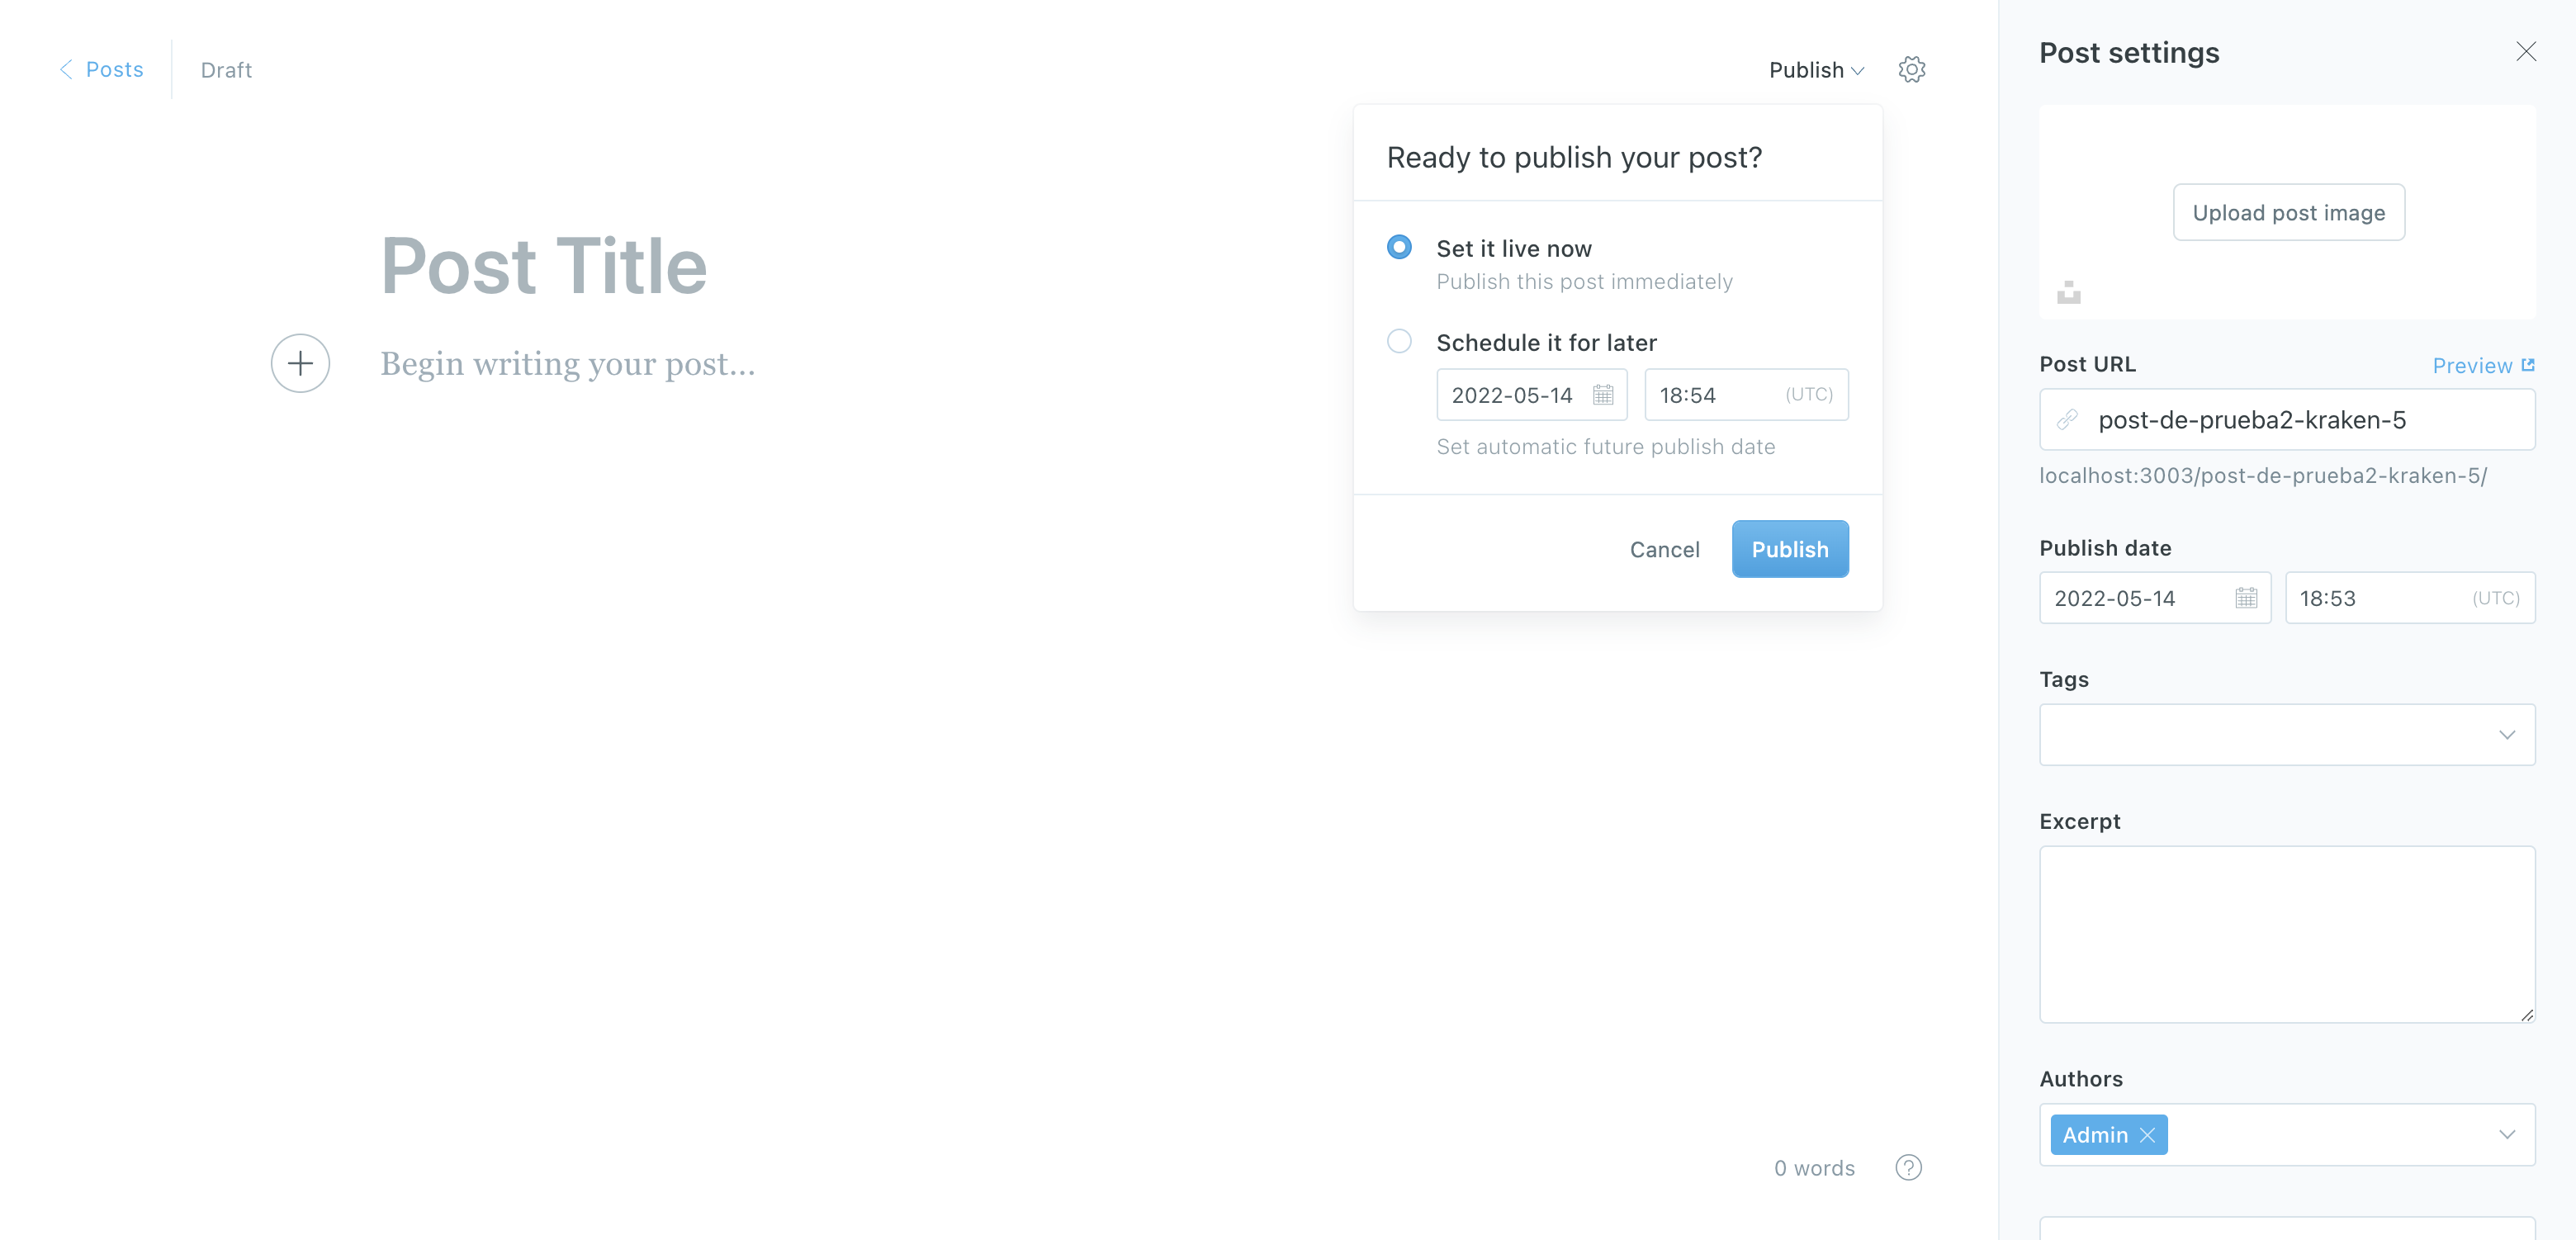 Posts
Draft
Publish
Post Title
Begin writing your post...
0 words
Ready to publish your post?
Set it live now
Publish this post immediately
Schedule it for later
2022-05-14
18:54 (UTC)
Set automatic future publish date
Cancel
Publish
Post settings
Upload post image
Post URL
Preview
post-de-prueba2-kraken-5
localhost:3003/post-de-prueba2-kraken-5/
Publish date
2022-05-14
18:53 (UTC)
Tags
Excerpt
Authors
Admin